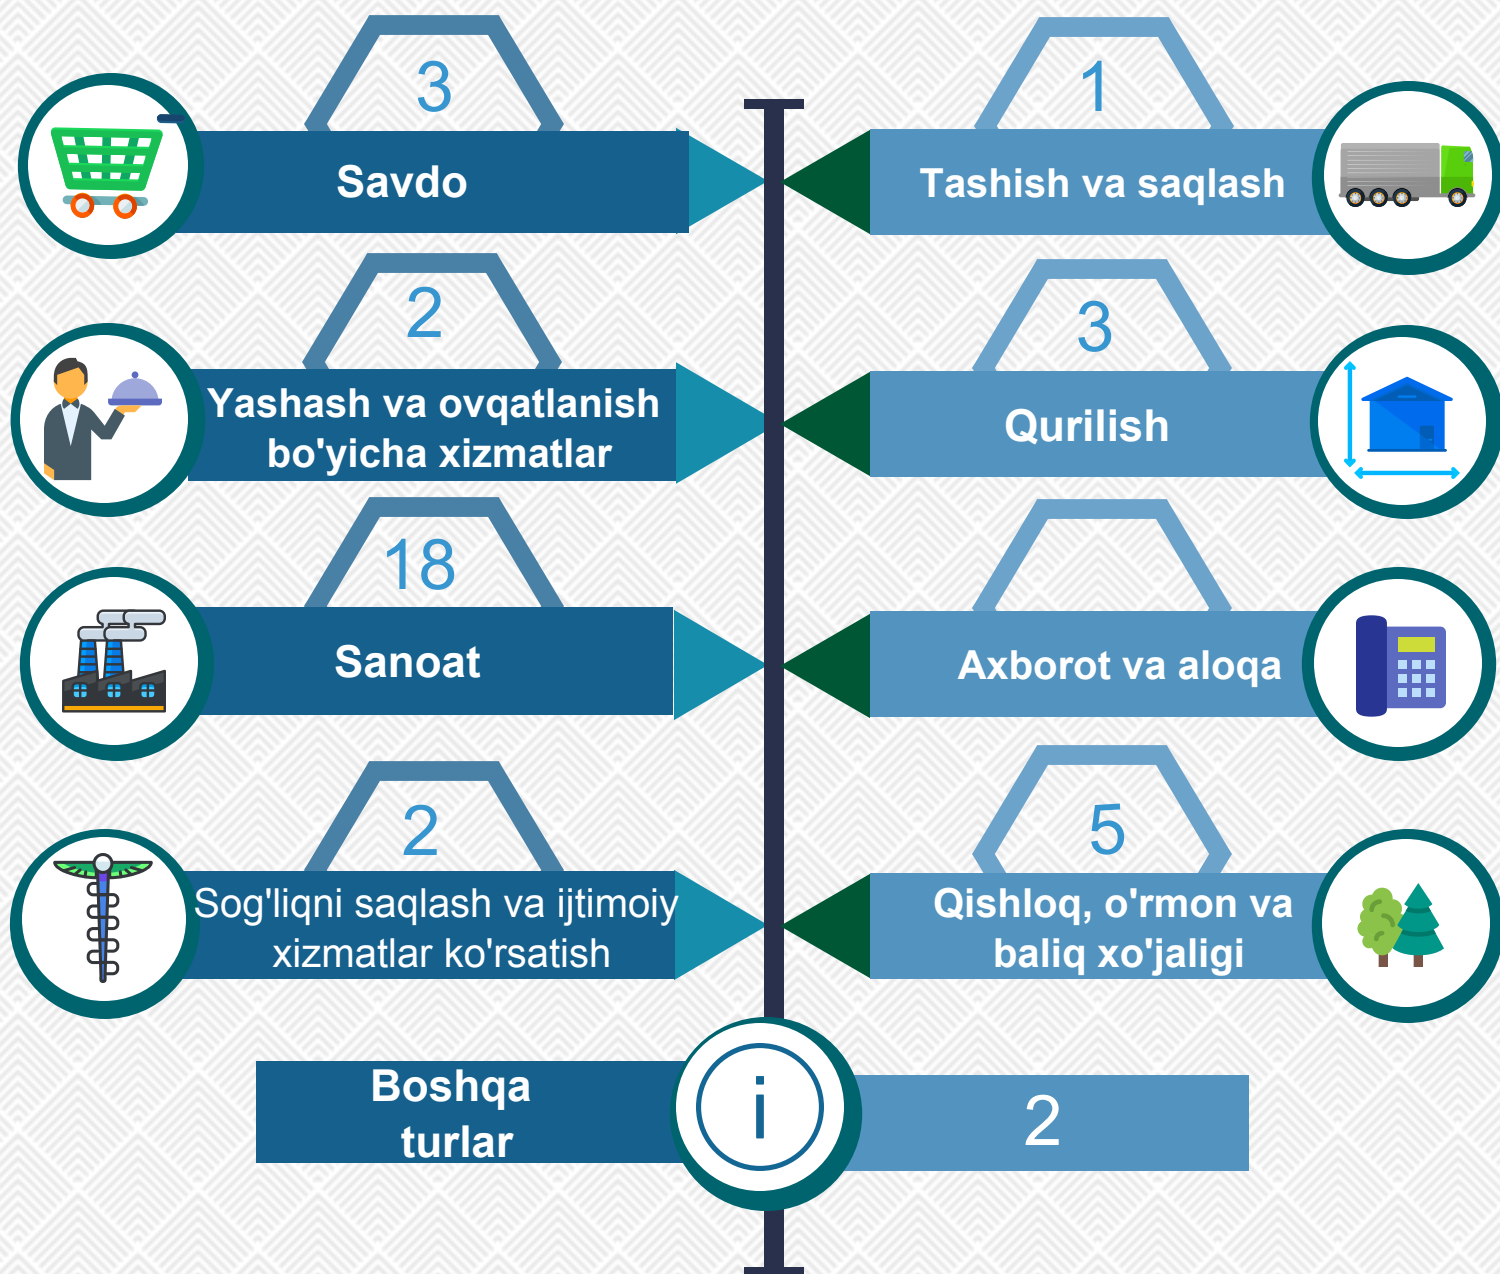 3
Savdo
1
Tashish va saqlash
2
Yashash va ovqatlanish
bo'yicha xizmatlar
3
Qurilish
18
Sanoat
Axborot va aloqa
2
Sog'liqni saqlash va ijtimoiy
xizmatlar ko'rsatish
5
Qishloq, o'rmon va
baliq xo'jaligi
Boshqa
turlar
i
2